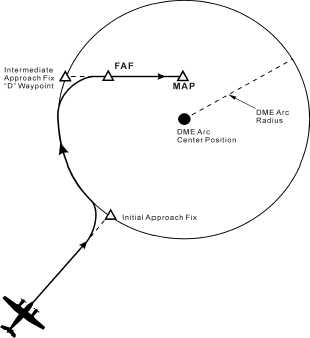 FAF
Intermediate
Approach Fix
"D" Waypoint
MAP
DME Arc
Radius
DME Arc
Center Position
Initial Approach Fix